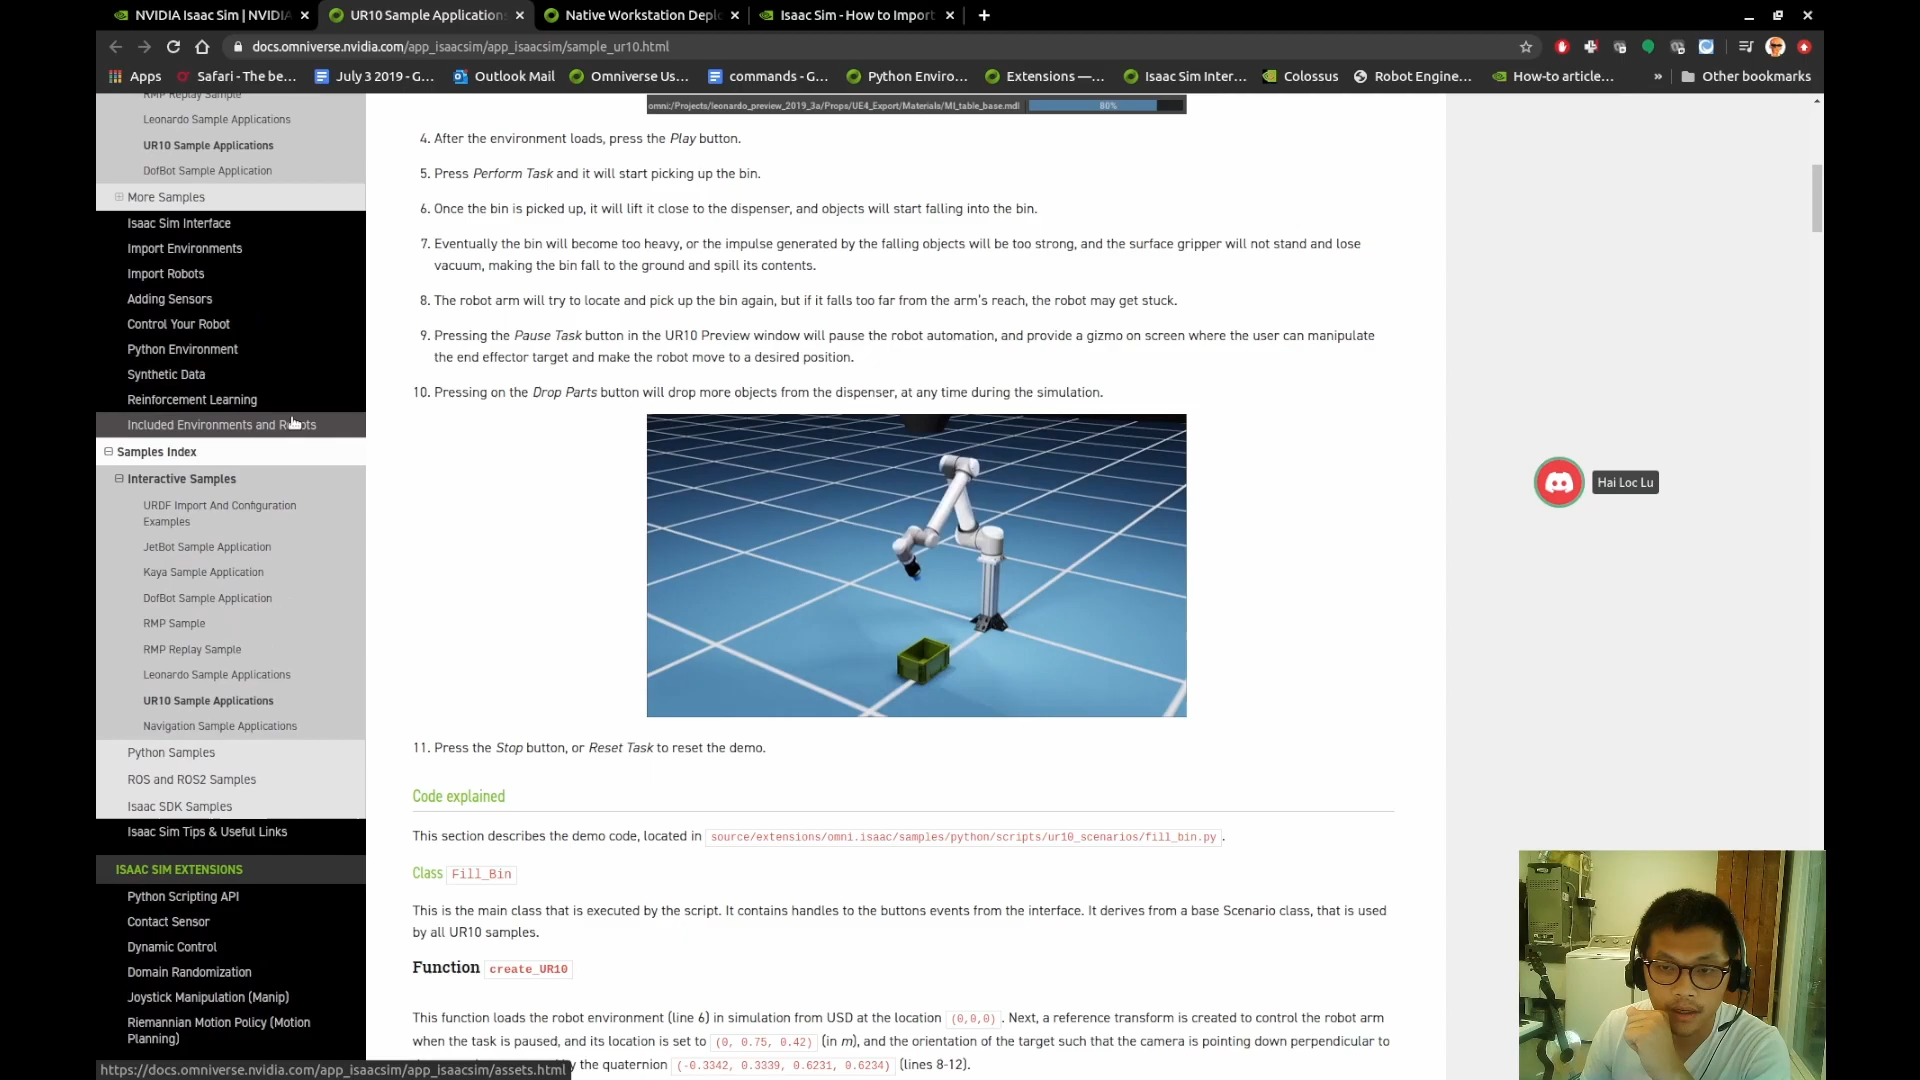 NVIDIA Isaac Sim | NVIDI
UR10 Sample Applications
Native Workstation Depl
Isaac Sim - How to Import
docs.omniverse.nvidia.com/app_isaacsim/app_isaacsim/sample_ur10.html
Apps
Safari - The be...
July 3 2019 - G...
Outlook Mail
Omniverse Us...
commands - G...
Python Enviro...
Extensions —...
Isaac Sim Inter...
Colossus
Robot Engine...
How-to article...
»
Other bookmarks
RMP Replay Sample
Leonardo Sample Applications
UR10 Sample Applications
DofBot Sample Application
More Samples
Isaac Sim Interface
Import Environments
Import Robots
Adding Sensors
Control Your Robot
Python Environment
Synthetic Data
Reinforcement Learning
Included Environments and Robots
Samples Index
Interactive Samples
URDF Import And Configuration
Examples
JetBot Sample Application
Kaya Sample Application
DofBot Sample Application
RMP Sample
RMP Replay Sample
Leonardo Sample Applications
UR10 Sample Applications
Navigation Sample Applications
Python Samples
ROS and ROS2 Samples
Isaac SDK Samples
Isaac Sim Tips & Useful Links
ISAAC SIM EXTENSIONS
Python Scripting API
Contact Sensor
Dynamic Control
Domain Randomization
Joystick Manipulation (Manip)
Riemannian Motion Policy (Motion
Planning)
https://docs.omniverse.nvidia.com/app_isaacsim/app_isaacsim/assets.html
omni:/Projects/leonardo_preview_2019_3a/Props/UE4_Export/Materials/MI_table_base.mdl 80%
4. After the environment loads, press the Play button.
5. Press Perform Task and it will start picking up the bin.
6. Once the bin is picked up, it will lift it close to the dispenser, and objects will start falling into the bin.
7. Eventually the bin will become too heavy, or the impulse generated by the falling objects will be too strong, and the surface gripper will not stand and lose
vacuum, making the bin fall to the ground and spill its contents.
8. The robot arm will try to locate and pick up the bin again, but if it falls too far from the arm's reach, the robot may get stuck.
9. Pressing the Pause Task button in the UR10 Preview window will pause the robot automation, and provide a gizmo on screen where the user can manipulate
the end effector target and make the robot move to a desired position.
10. Pressing on the Drop Parts button will drop more objects from the dispenser, at any time during the simulation.
11. Press the Stop button, or Reset Task to reset the demo.
Code explained
This section describes the demo code, located in source/extensions/omni.isaac/samples/python/scripts/ur10_scenarios/fill_bin.py.
Class Fill_Bin
This is the main class that is executed by the script. It contains handles to the buttons events from the interface. It derives from a base Scenario class, that is used
by all UR10 samples.
Function create_UR10
This function loads the robot environment (line 6) in simulation from USD at the location (0,0,0). Next, a reference transform is created to control the robot arm
when the task is paused, and its location is set to (0, 0.75, 0.42) (in m), and the orientation of the target such that the camera is pointing down perpendicular to
the quaternion (-0.3342, 0.3339, 0.6231, 0.6234) (lines 8-12).
Hai Loc Lu